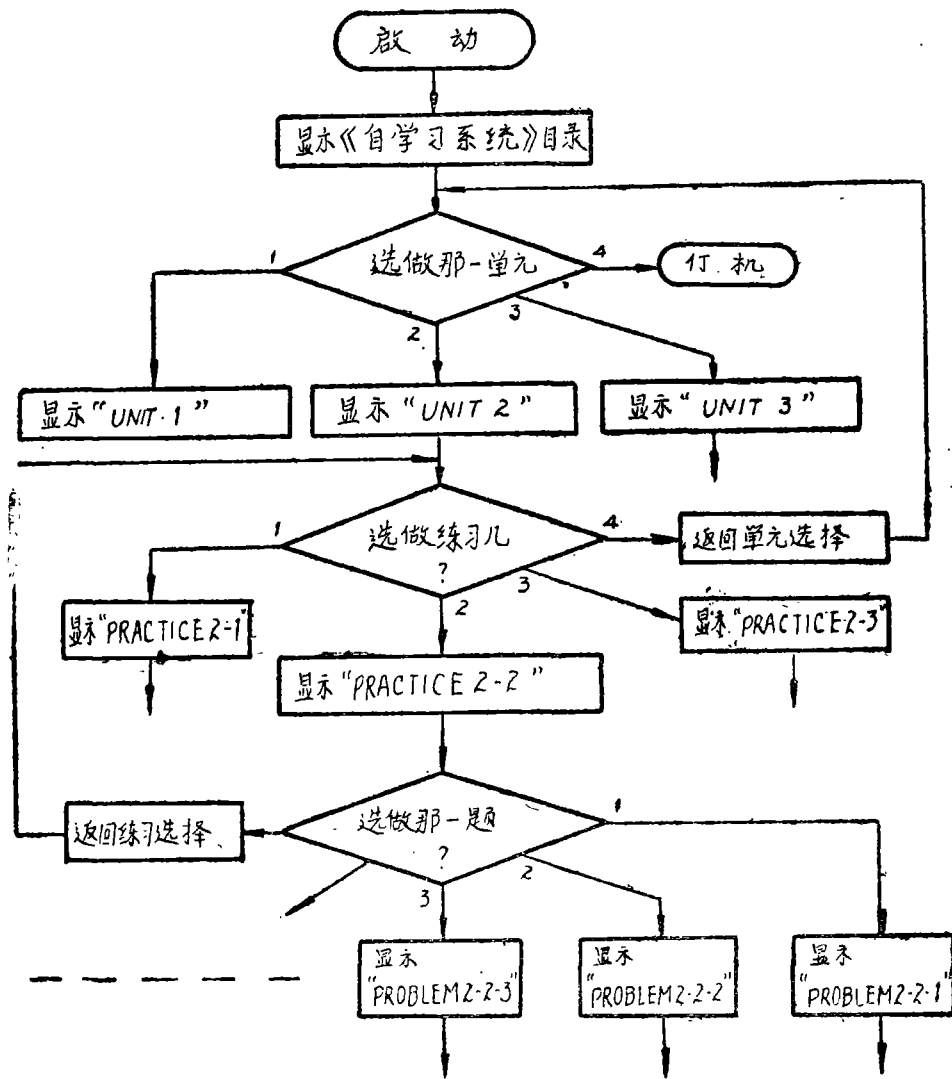 啟 动
显示《自学习系统》目录
选做那一单元
1
4
仃 机
2
3
显示“UNIT·1”
显示“UNIT 2”
显示“UNIT 3”
选做练习几
?
1
4
返回单元选择
2
3
显示“PRACTICE 2-1”
显示“PRACTICE 2-2”
显示“PRACTICE 2-3”
返回练习选择
选做那一题
?
1
2
3
显示
“PROBLEM 2-2-3”
显示
“PROBLEM 2-2-2”
显示
“PROBLEM 2-2-1”